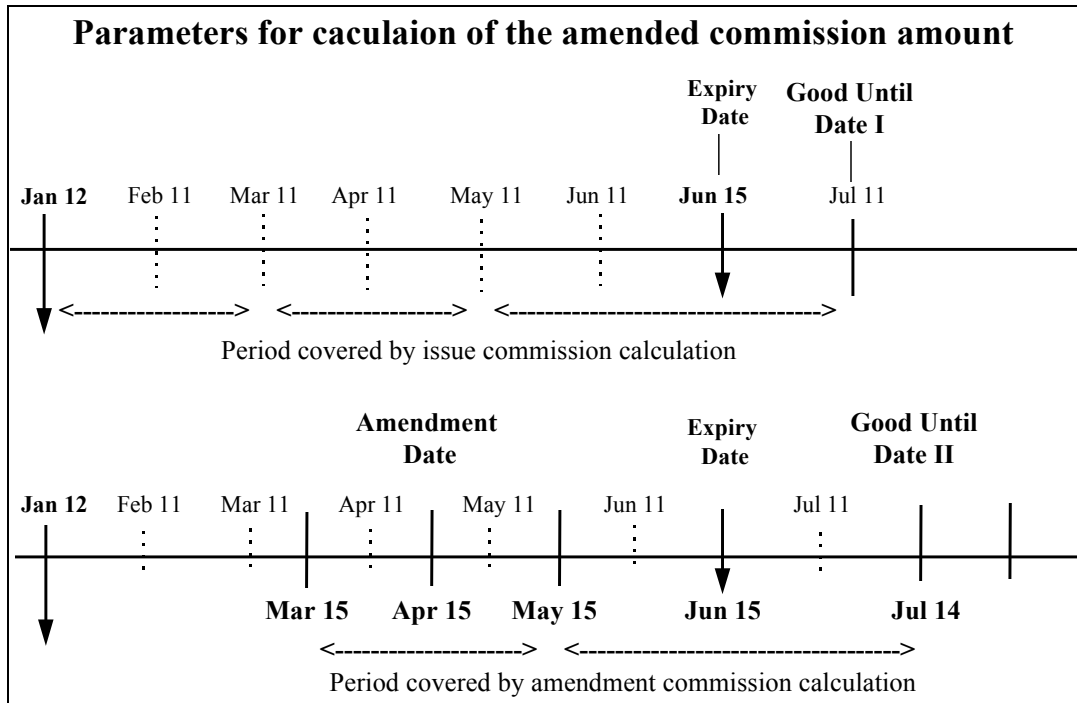 Parameters for caculaion of the amended commission amount
Expiry Date
Good Until Date I
Jan 12 Feb 11 Mar 11 Apr 11 May 11 Jun 11 Jun 15 Jul 11
<-----------------> <----------------> <------------------------------->
Period covered by issue commission calculation
Amendment Date
Expiry Date
Good Until Date II
Jan 12 Feb 11 Mar 11 Apr 11 May 11 Jun 11 Jul 11
Mar 15 Apr 15 May 15 Jun 15 Jul 14
<-------------------> <-------------------------------->
Period covered by amendment commission calculation